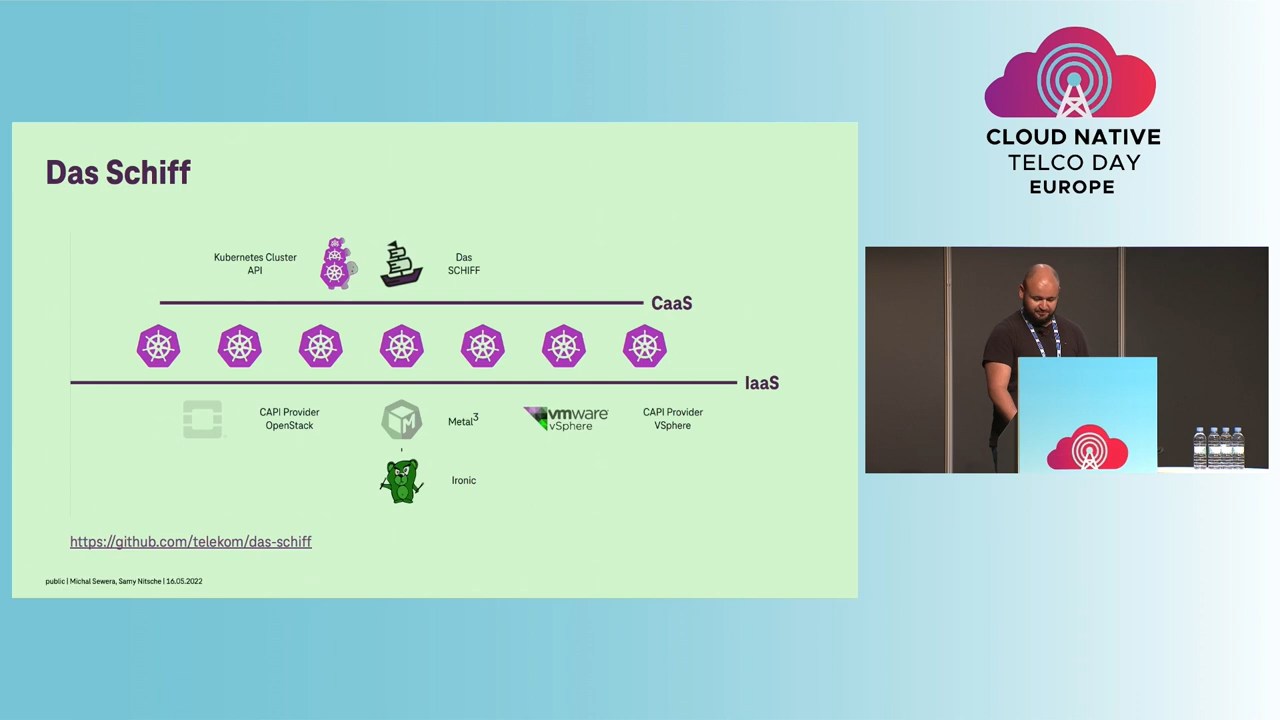 CLOUD NATIVE
TELCO DAY
EUROPE
Das Schiff
Kubernetes Cluster
API
Das
SCHIFF
CaaS
IaaS
CAPI Provider
OpenStack
Metal3
vmware
vSphere
CAPI Provider
VSphere
Ironic
https://github.com/telekom/das-schiff
public | Michal Sewera, Samy Nitsche | 16.05.2022